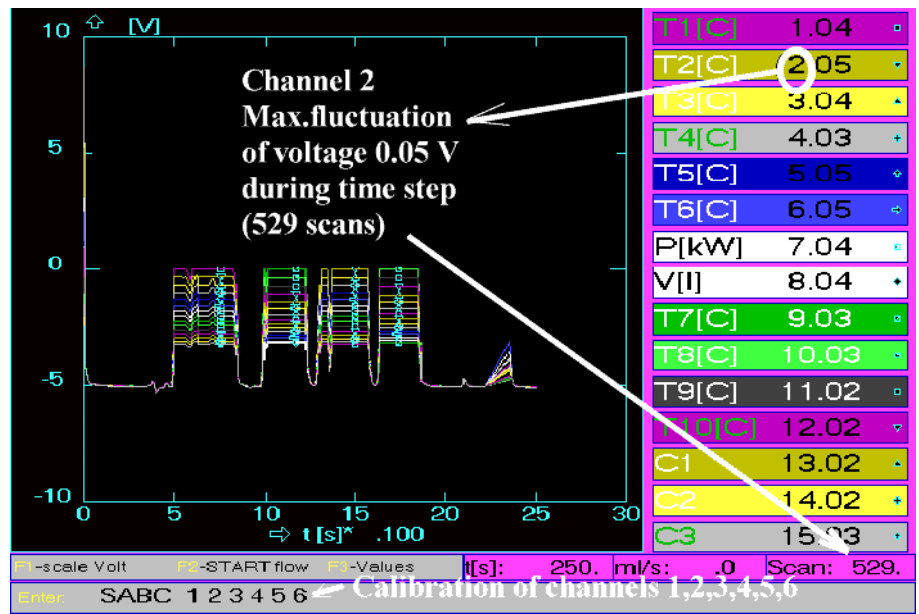 10 [V]
5
0
-5
-10
0 5 10 15 20 25 30
t [s]* .100
Channel 2
Max.fluctuation
of voltage 0.05 V
during time step
(529 scans)
T1[C] 1.04
T2[C] 2.05
T3[C] 3.04
T4[C] 4.03
T5[C] 5.05
T6[C] 6.05
P[kW] 7.04
V[l] 8.04
T7[C] 9.03
T8[C] 10.03
T9[C] 11.02
T10[C] 12.02
C1 13.02
C2 14.02
C3 15.03
F1-scale Volt F2-START flow F3-Values t[s]: 250. ml/s: .0 Scan: 529.
Enter: SABC 1 2 3 4 5 6 Calibration of channels 1,2,3,4,5,6